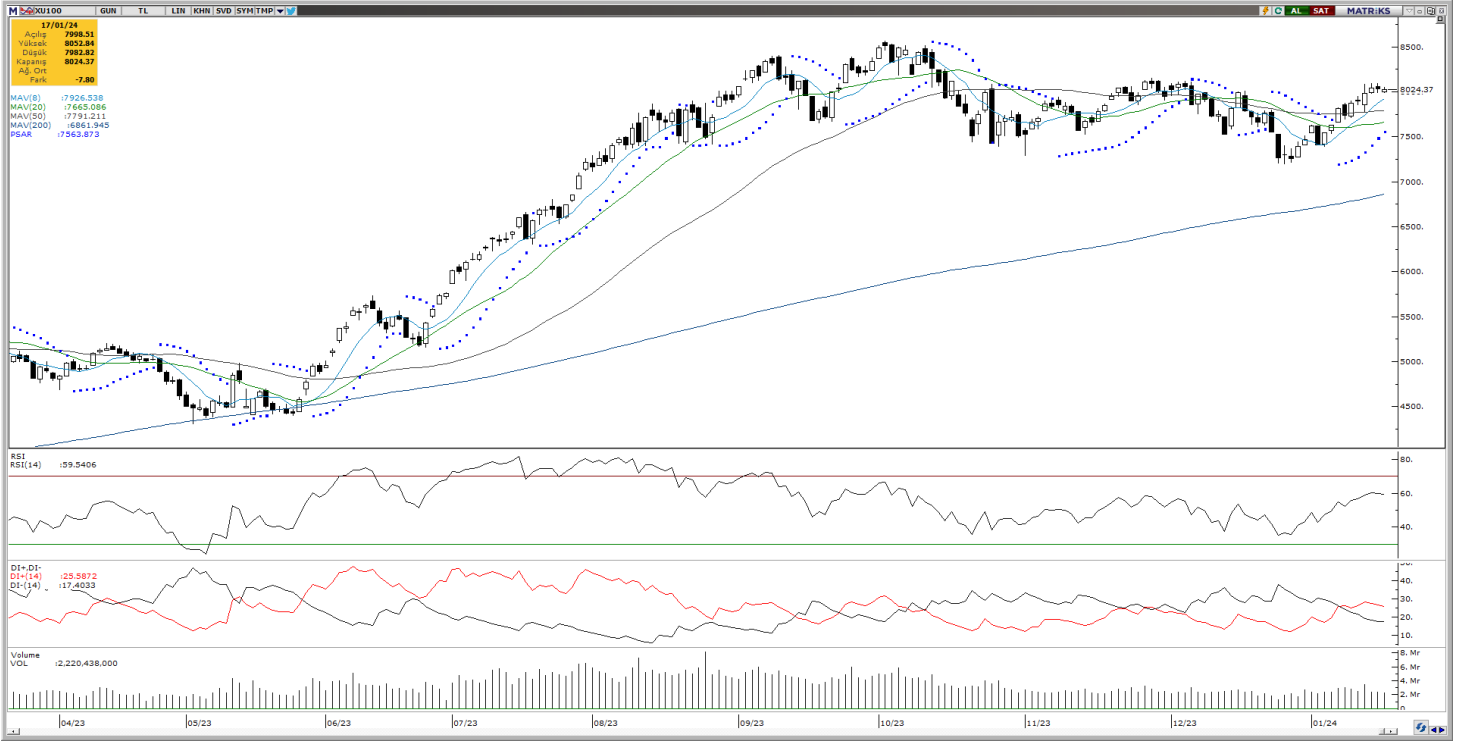 M XU100 GUN TL LIN KHN SVD SYM TMP AL SAT MATRiKS
17/01/24
Açılış 7998.51
Yüksek 8052.84
Düşük 7982.82
Kapanış 8024.37
Ağ. Ort
Fark -7.80
MAV(8) :7926.538
MAV(20) :7665.086
MAV(50) :7791.211
MAV(200) :6861.945
PSAR :7563.873
8500.
8024.37
7500.
7000.
6500.
6000.
5500.
5000.
4500.
RSI
RSI(14) :59.5406
80.
60.
40.
DI+,DI-
DI+(14) :25.5872
DI-(14) :17.4033
40.
30.
20.
10.
Volume
VOL :2,220,438,000
8. Mr
6. Mr
4. Mr
2. Mr
0
04/23 05/23 06/23 07/23 08/23 09/23 10/23 11/23 12/23 01/24